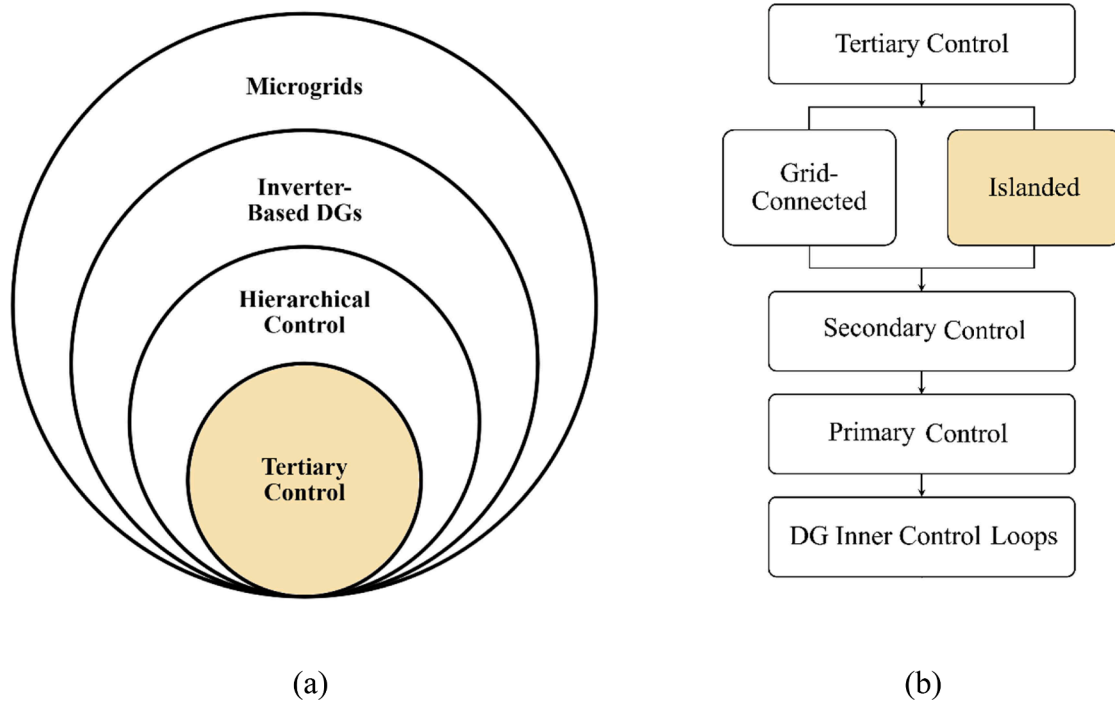 Microgrids
Inverter-
Based DGs
Hierarchical
Control
Tertiary
Control
(a)
Tertiary Control
Grid-
Connected
Islanded
Secondary Control
Primary Control
DG Inner Control Loops
(b)